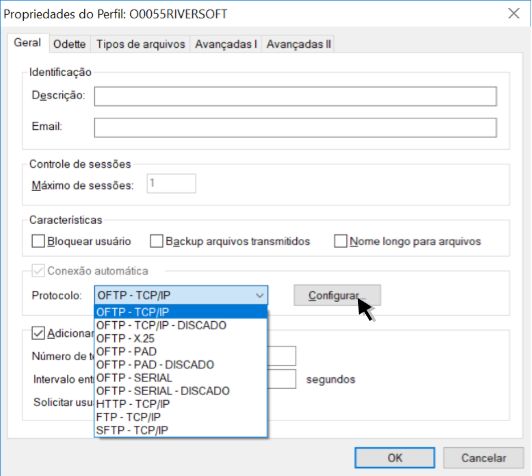 Propriedades do Perfil: O0055RIVERSOFT
Geral Odette Tipos de arquivos Avançadas I Avançadas II
Identificação
Descrição:
Email:
Controle de sessões
Máximo de sessões: 1
Características
Bloquear usuário Backup arquivos transmitidos Nome longo para arquivos
Conexão automática
Protocolo: OFTP - TCP/IP Configurar...
OFTP - TCP/IP
Adicionar OFTP - TCP/IP - DISCADO
OFTP - X.25
Número de te OFTP - PAD
OFTP - PAD - DISCADO
Intervalo ent OFTP - SERIAL segundos
OFTP - SERIAL - DISCADO
Solicitar usu HTTP - TCP/IP
FTP - TCP/IP
SFTP - TCP/IP
OK Cancelar